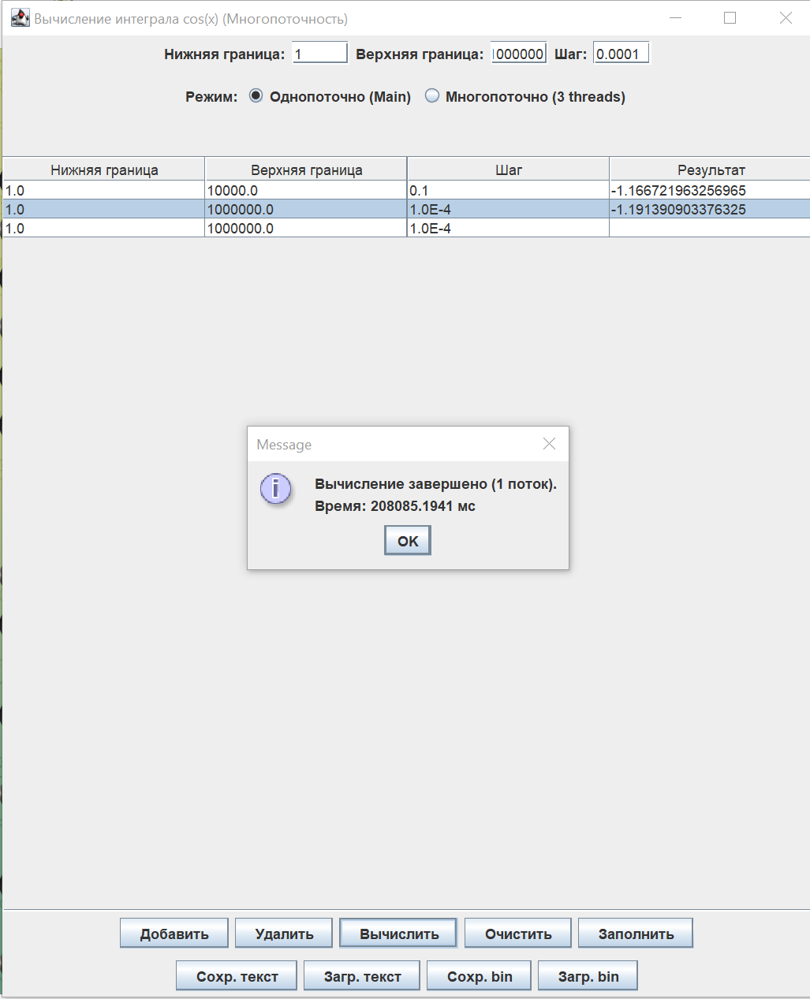 Вычисление интеграла cos(x) (Многопоточность)
Нижняя граница: 1 Верхняя граница: 000000 Шаг: 0.0001
Режим: Однопоточно (Main) Многопоточно (3 threads)
Нижняя граница Верхняя граница Шаг Результат
1.0 10000.0 0.1 -1.166721963256965
1.0 1000000.0 1.0E-4 -1.191390903376325
1.0 1000000.0 1.0E-4
Message
Вычисление завершено (1 поток).
Время: 208085.1941 мс
OK
Добавить Удалить Вычислить Очистить Заполнить
Сохр. текст Загр. текст Сохр. bin Загр. bin